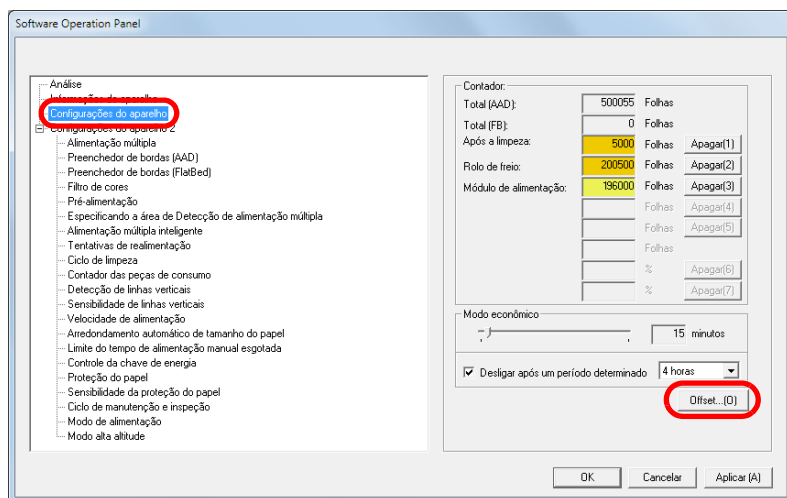 Software Operation Panel
Análise
Informações do aparelho
Configurações do aparelho
Configurações do aparelho 2
Alimentação múltipla
Preenchedor de bordas (AAD)
Preenchedor de bordas (FlatBed)
Filtro de cores
Pré-alimentação
Especificando a área de Detecção de alimentação múltipla
Alimentação múltipla inteligente
Tentativas de realimentação
Ciclo de limpeza
Contador das peças de consumo
Detecção de linhas verticais
Sensibilidade de linhas verticais
Velocidade de alimentação
Arredondamento automático de tamanho do papel
Limite do tempo de alimentação manual esgotada
Controle da chave de energia
Proteção do papel
Sensibilidade da proteção do papel
Ciclo de manutenção e inspeção
Modo de alimentação
Modo alta altitude
Contador:
Total (AAD): 500055 Folhas
Total (FB): 0 Folhas
Após a limpeza: 5000 Folhas Apagar(1)
Rolo de freio: 200500 Folhas Apagar(2)
Módulo de alimentação: 196000 Folhas Apagar(3)
Folhas Apagar(4)
Folhas Apagar(5)
Folhas
% Apagar(6)
% Apagar(7)
Modo econômico
15 minutos
Desligar após um período determinado 4 horas
Offset...(O)
OK Cancelar Aplicar (A)